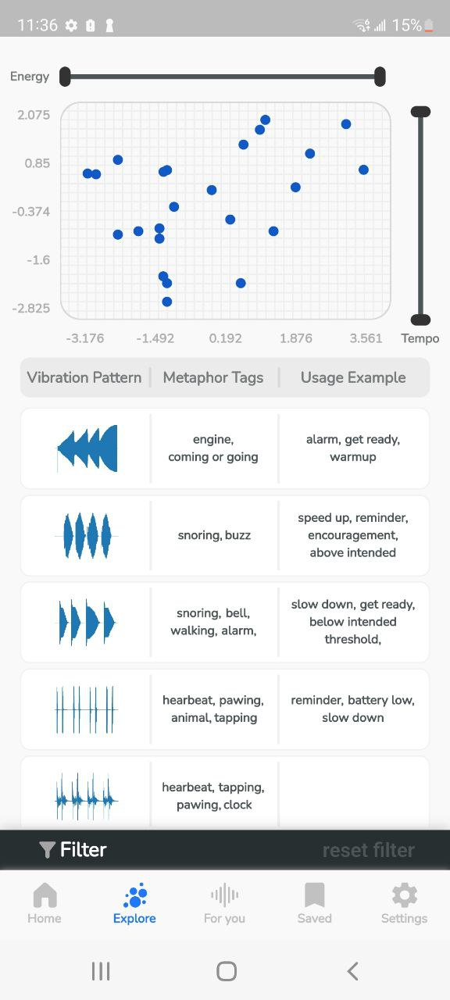 11:36 6 15%
Energy
2.075
0.85
-0.374
-1.6
-2.825
-3.176 -1.492 0.192 1.876 3.561 Tempo
Vibration Pattern Metaphor Tags Usage Example
engine,
coming or going
alarm, get ready,
warmup
snoring, buzz
speed up, reminder,
encouragement,
above intended
snoring, bell,
walking, alarm,
slow down, get ready,
below intended
threshold,
hearbeat, pawing,
animal, tapping
reminder, battery low,
slow down
hearbeat, tapping,
pawing, clock
Filter reset filter
Home Explore For you Saved Settings